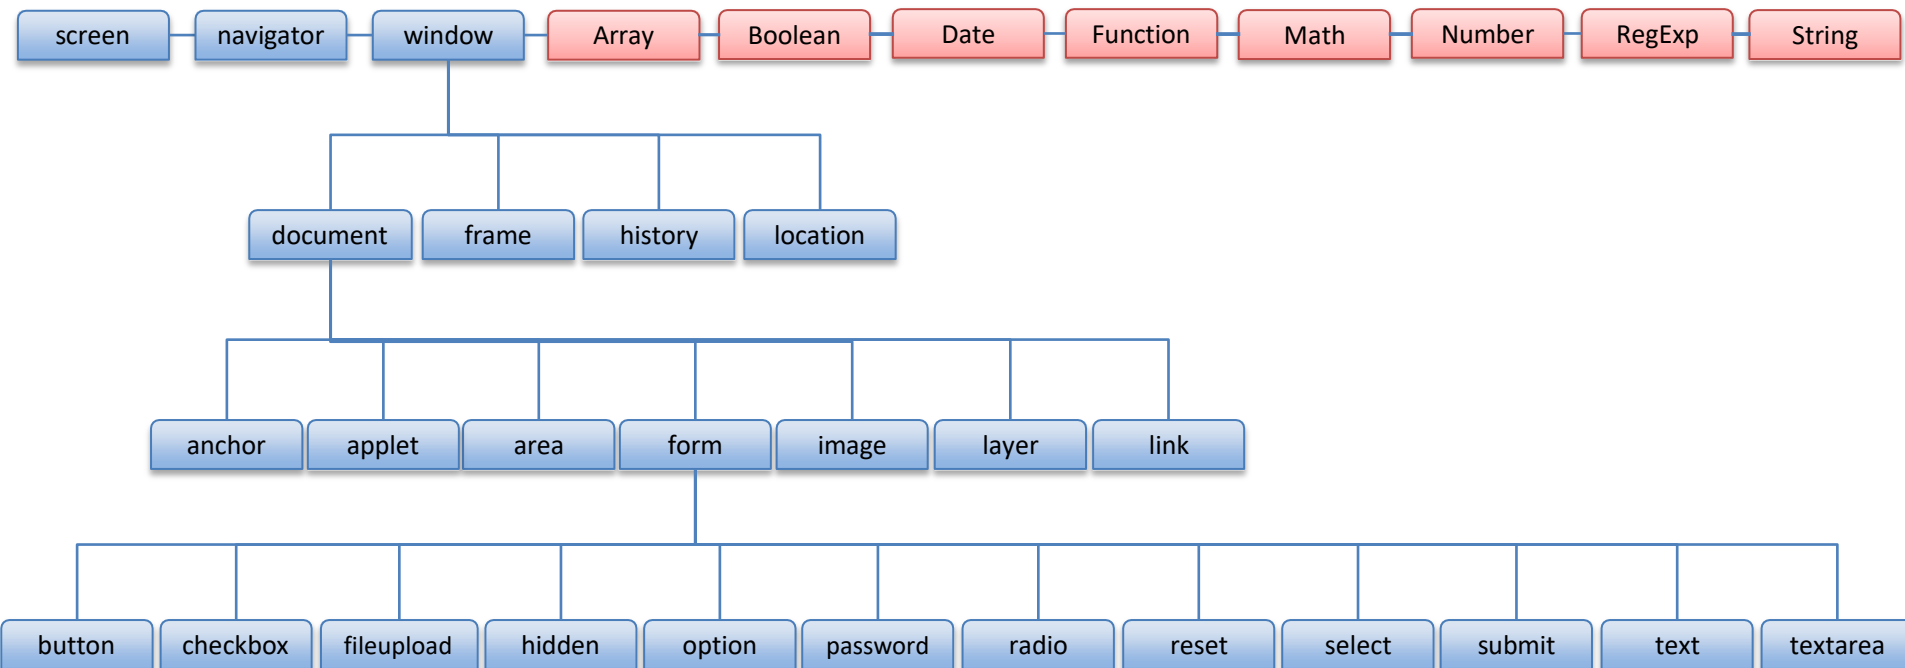 screen navigator window Array Boolean Date Function Math Number RegExp String
document frame history location
anchor applet area form image layer link
button checkbox fileupload hidden option password radio reset select submit text textarea